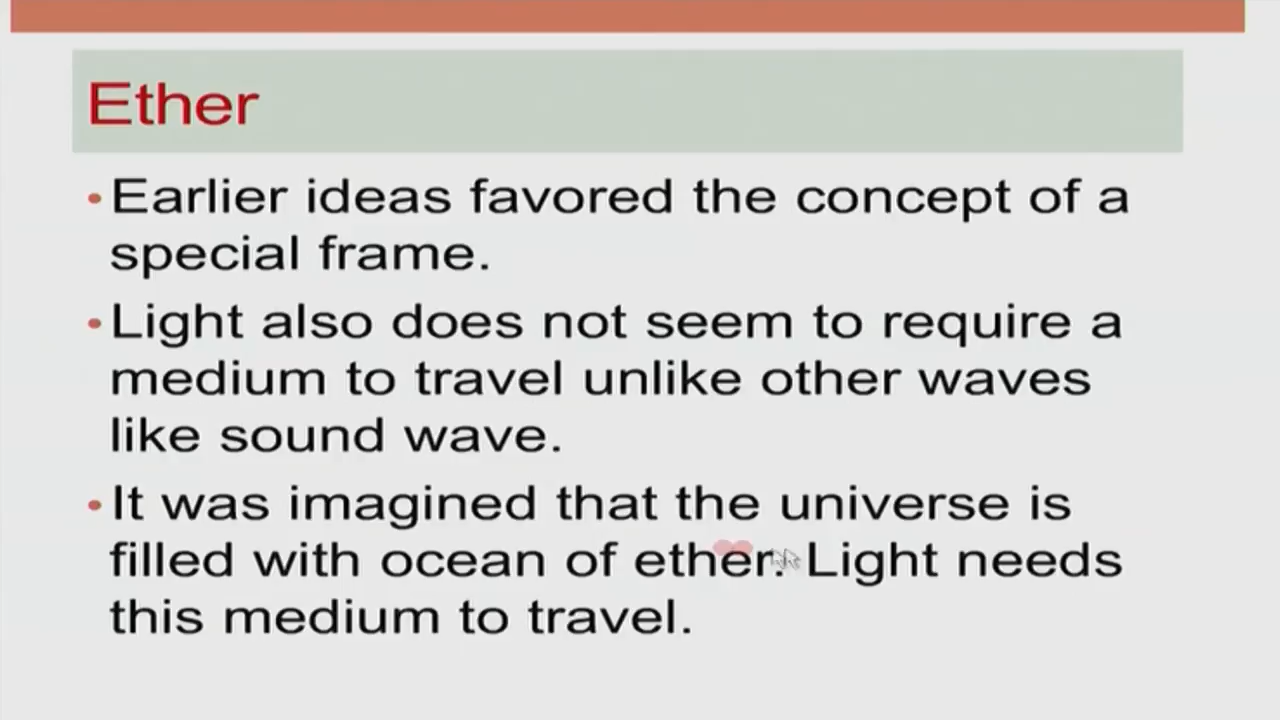 Ether
• Earlier ideas favored the concept of a
special frame.
• Light also does not seem to require a
medium to travel unlike other waves
like sound wave.
• It was imagined that the universe is
filled with ocean of ether. Light needs
this medium to travel.